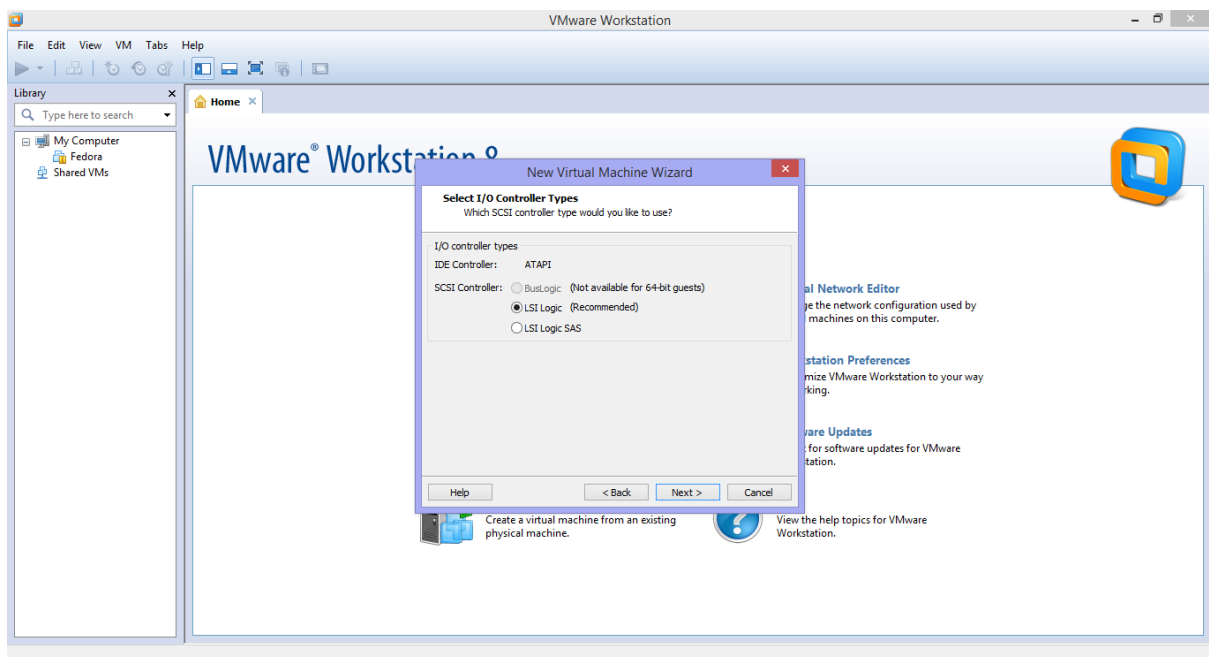 VMware Workstation
File Edit View VM Tabs Help
Library
Type here to search
My Computer
Fedora
Shared VMs
Home
VMware® Workstation 8
New Virtual Machine Wizard
Select I/O Controller Types
Which SCSI controller type would you like to use?
I/O controller types
IDE Controller: ATAPI
SCSI Controller: BusLogic (Not available for 64-bit guests)
LSI Logic (Recommended)
LSI Logic SAS
Help < Back Next > Cancel
al Network Editor
ge the network configuration used by
machines on this computer.
station Preferences
mize VMware Workstation to your way
rking.
ware Updates
for software updates for VMware
tation.
Create a virtual machine from an existing
physical machine.
View the help topics for VMware
Workstation.